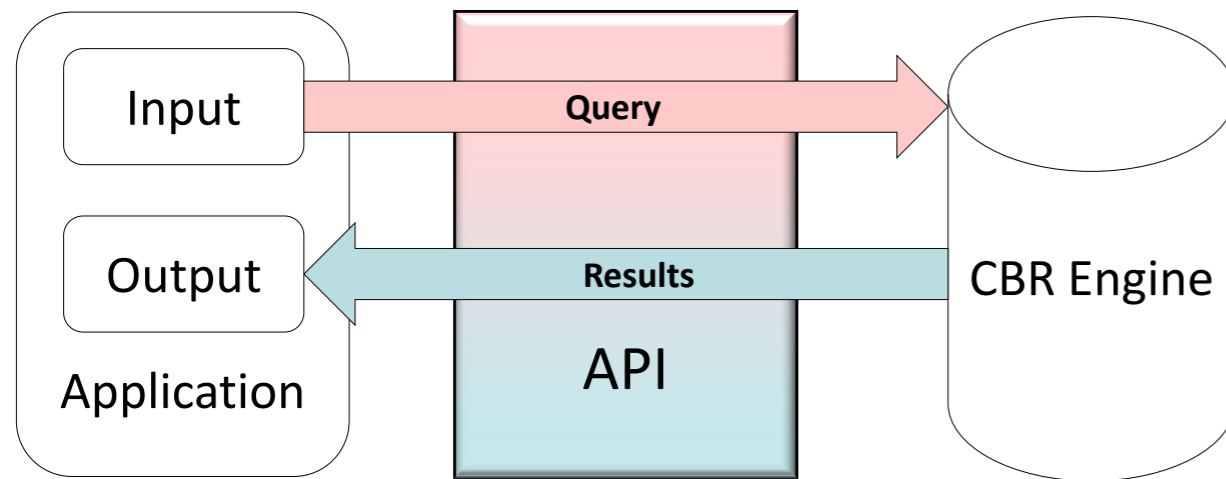 Input
Query
Output
Results
CBR Engine
API
Application